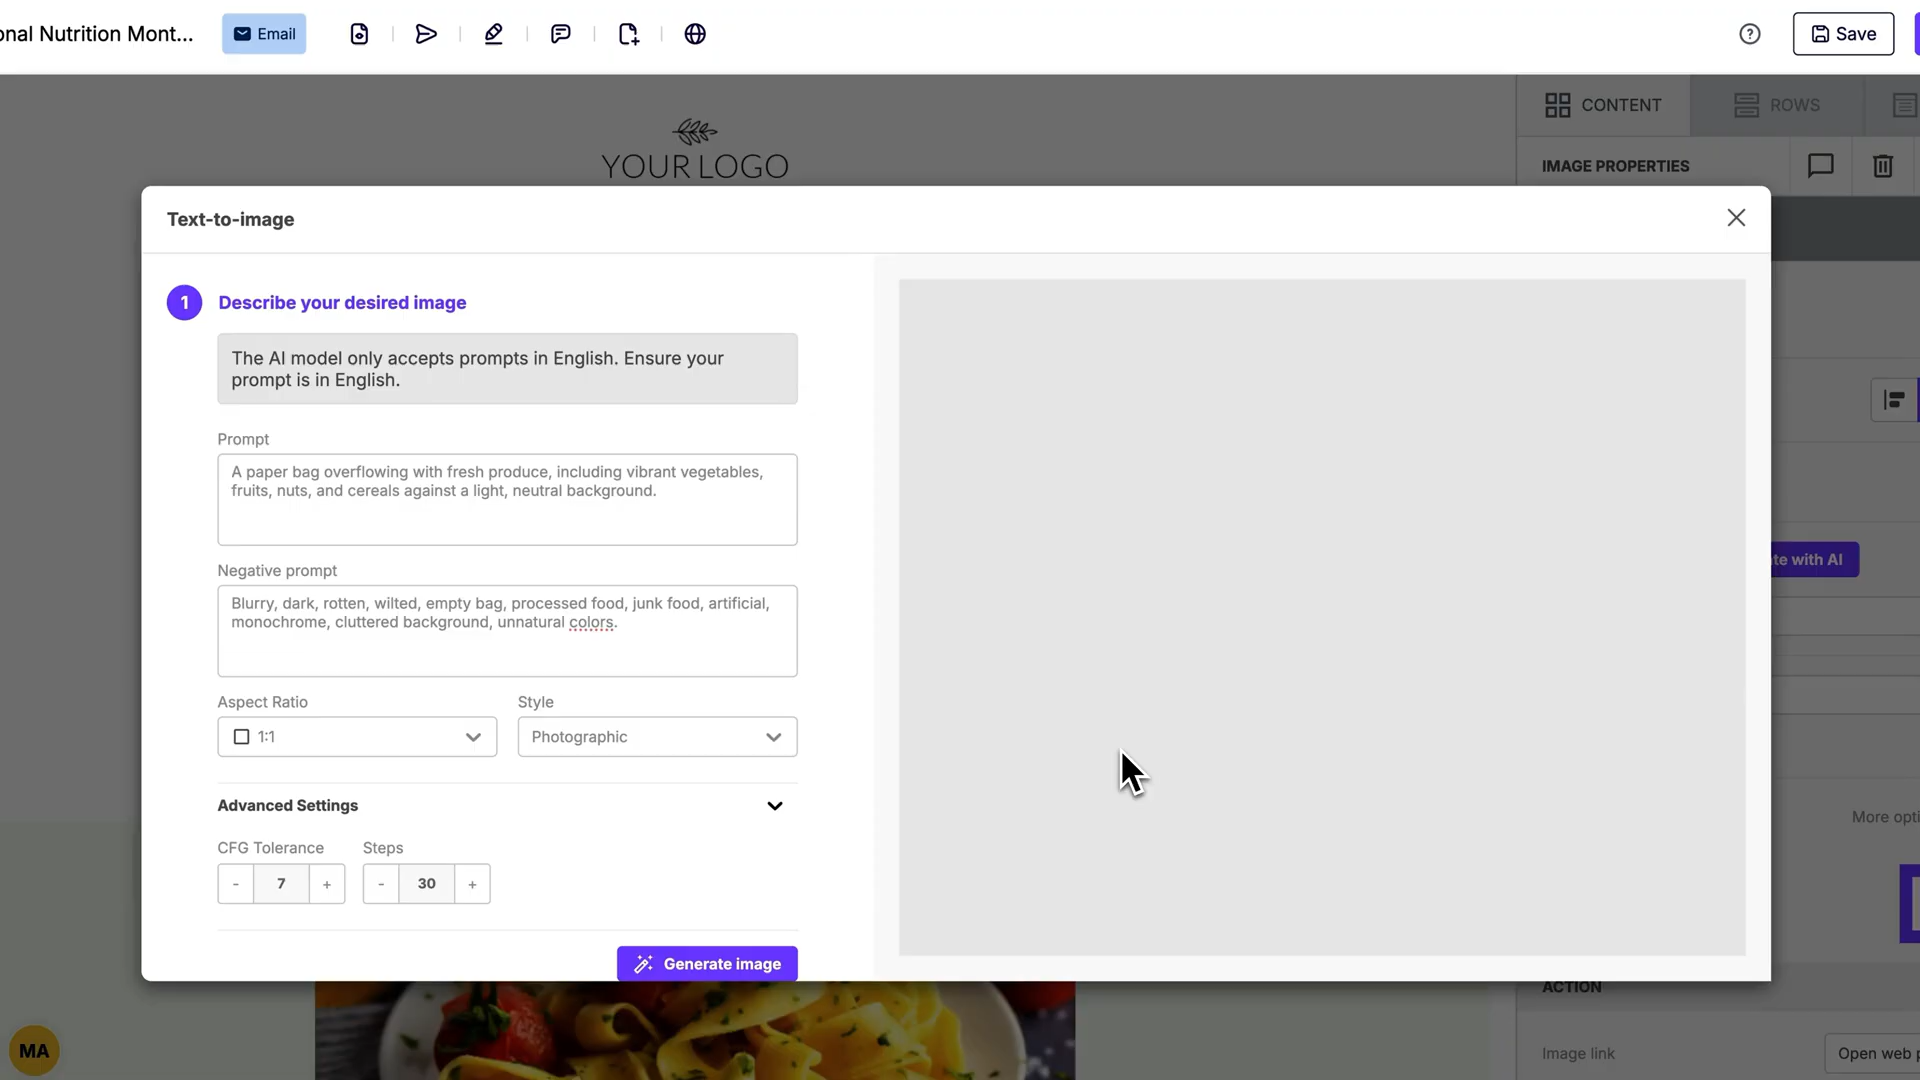 onal Nutrition Mont...
Email
Save
CONTENT
ROWS
YOUR LOGO
IMAGE PROPERTIES
Text-to-image
1
Describe your desired image
The AI model only accepts prompts in English. Ensure your
prompt is in English.
Prompt
A paper bag overflowing with fresh produce, including vibrant vegetables,
fruits, nuts, and cereals against a light, neutral background.
Negative prompt
Blurry, dark, rotten, wilted, empty bag, processed food, junk food, artificial,
monochrome, cluttered background, unnatural colors.
te with AI
Aspect Ratio
Style
1:1
Photographic
Advanced Settings
More opti
CFG Tolerance
Steps
- 7 +
- 30 +
Generate image
ACTION
MA
Image link
Open web p